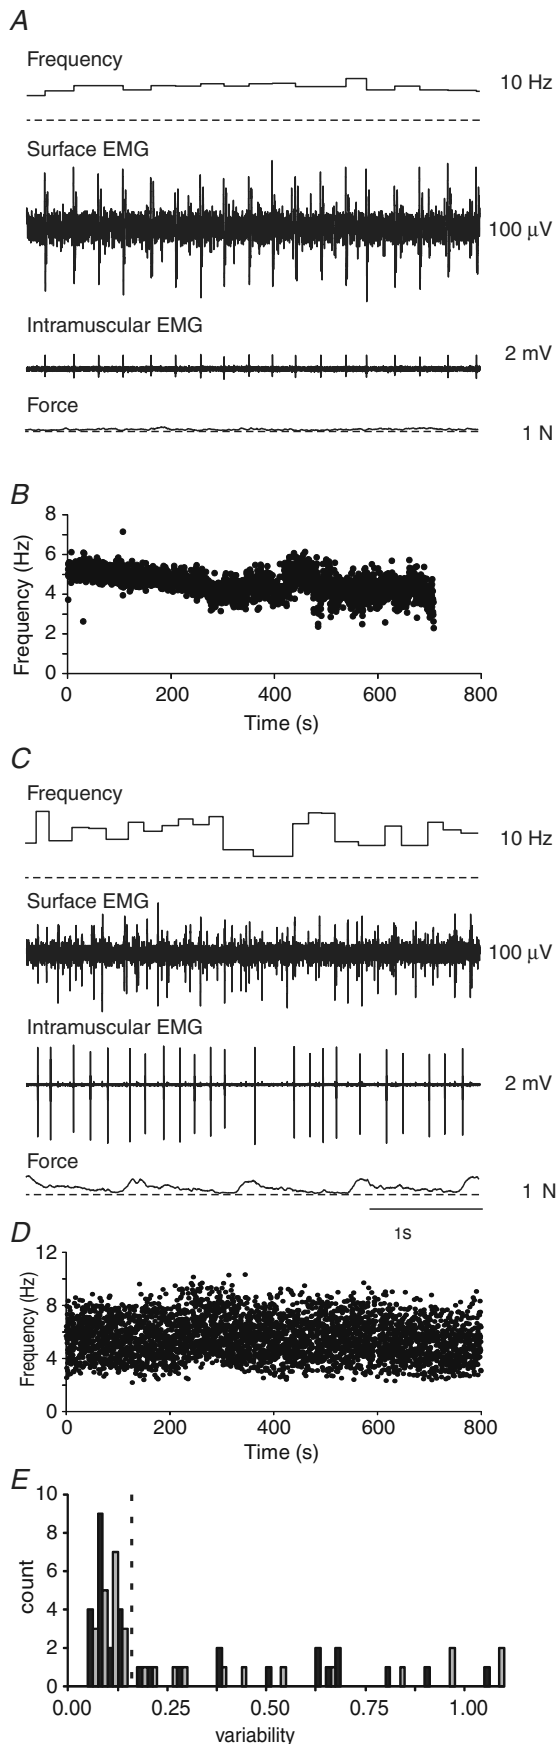 A
Frequency
10 Hz
Surface EMG
100 µV
Intramuscular EMG
2 mV
Force
1 N
B
8
6
4
2
0
Frequency (Hz)
0 200 400 600 800
Time (s)
C
Frequency
10 Hz
Surface EMG
100 µV
Intramuscular EMG
2 mV
Force
1 N
1s
D
12
8
4
0
Frequency (Hz)
0 200 400 600 800
Time (s)
E
10
8
6
4
2
0
count
0.00 0.25 0.50 0.75 1.00
variability